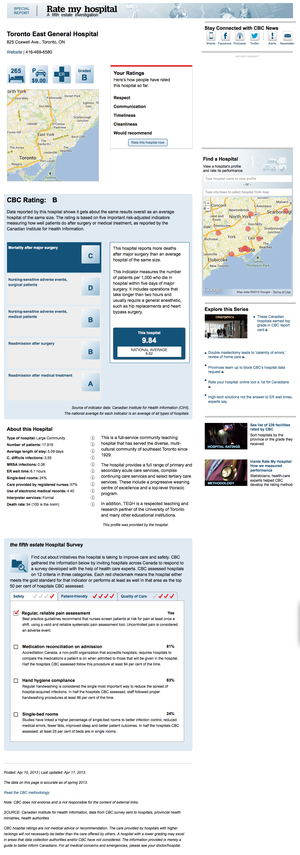 SPECIAL REPORT
Rate my hospital
A fifth estate investigation
Stay Connected with CBC News
Mobile Facebook Podcasts Twitter Alerts Newsletter
Toronto East General Hospital
825 Coxwell Ave., Toronto, ON
Website | 416-469-6580
265
P
$9.00
Graded
B
Your Ratings
Here's how people have rated this hospital so far.
Respect
Communication
Timeliness
Cleanliness
Would recommend
Rate this hospital now
East York
Toronto
Find a Hospital
View a hospital's profile and rate its performance
Type hospital name to view profile
- or -
Type city/town to select hospital from map
CBC Rating: B
Data reported by this hospital shows it gets about the same results overall as an average
hospital of the same size. The rating is based on five important risk-adjusted indicators
measuring how well patients do after surgery or medical treatment, as reported by the
Canadian Institute for Health Information.
Mortality after major surgery
C
Nursing-sensitive adverse events, surgical patients
D
Nursing-sensitive adverse events, medical patients
B
Readmission after surgery
B
Readmission after medical treatment
A
This hospital reports more deaths
after major surgery than an average
hospital of the same size.
This indicator measures the number
of patients per 1,000 who die in
hospital within five days of major
surgery. It includes operations that
take longer than two hours and
usually require a general anesthetic,
such as hip replacements and heart
bypass surgery.
This hospital
9.84
NATIONAL AVERAGE
Source of indicator data: Canadian Institute for Health Information (CIHI)
The national average for each indicator is an average of all types of hospitals.
Explore this Series
These Canadian hospitals earned top grade in CBC report card
Double mastectomy leads to 'calamity of errors,' review of home care
Provinces team up to block CBC's hospital data request
Rate your hospital online tool a 1st for Canadians
High-tech solutions not the answer to ER wait times, experts say
HOSPITAL RATINGS
See list of 239 facilities rated by CBC
Sort hospitals by the province or the grade they received
METHODOLOGY
Inside Rate My Hospital
How we measured performance
Statisticians, health-care experts helped CBC develop the rating method
About this Hospital
Type of hospital: Large Community
Number of patients: 17,916
Average length of stay: 5.26 days
C. difficile infections: 3.55
MRSA infections: 0.08
ER wait time: 6.1 hours
Single-bed rooms: 24%
Care provided by registered nurses: 57%
Use of electronic medical records: 4.40
Interpreter services: Formal
Death rate: 94 (100 is the norm)
This is a full-service community teaching
hospital that has served the diverse, multi-
cultural community of southeast Toronto since
1929.
The hospital provides a full range of primary and
secondary acute care services, complex
continuing care services and select tertiary care
services. These include a progressive weaning
centre of excellence and a top-level thoracic
program.
In addition, TEGH is a respected teaching and
research partner of the University of Toronto
and many other educational institutions.
This profile was provided by the hospital.
the fifth estate Hospital Survey
Find out about initiatives this hospital is taking to improve care and safety. CBC
gathered the information below by inviting hospitals across Canada to respond to
a survey developed with the help of health care experts. CBC assessed hospitals
on 12 criteria in three categories. Each red checkmark means the hospital either
meets the gold standard for that indicator or performs at least as well in that area as the top
50 per cent of hospitals CBC assessed.
Safety Patient-friendly Quality of Care
Regular, reliable pain assessment Yes
Best practice guidelines recommend that nurses screen patients at risk for pain at least once a
shift, using a valid and reliable systematic pain assessment tool. Uncontrolled pain is considered
an adverse event.
Medication reconciliation on admission 81%
Accreditation Canada, a non-profit organization that accredits hospitals, requires hospitals to
compare the medications a patient is on when admitted to those that will be given in the hospital.
Half the hospitals CBC assessed follow this procedure at least 94 per cent of the time.
Hand hygiene compliance 83%
Regular handwashing is considered the single most important way to reduce the spread of
hospital-acquired infections. In half the hospitals CBC assessed, staff followed proper
handwashing procedures at least 86 per cent of the time.
Single-bed rooms 24%
Studies have linked a higher percentage of single-bed rooms to better infection control, reduced
medical errors, fewer falls, improved sleep and better patient outcomes. In half the hospitals CBC
assessed, at least 25 per cent of beds are in single rooms.
Posted: Apr 10, 2013 | Last updated: Apr 17, 2013.
The data on this page is accurate as of spring 2013.
Read the CBC methodology.
Note: CBC does not endorse and is not responsible for the content of external links.
SOURCE: Canadian Institute for Health Information, data from CBC survey sent to hospitals, provincial health
ministries, health authorities
CBC hospital ratings are not medical advice or recommendation. The care provided by hospitals with higher
ratings will not necessarily be better than the care offered by others. A hospital with a lower grading may excel
in areas that data collection authorities and/or CBC have not considered. The information provided is mostly a
guide to better inform Canadians. For all medical concerns and emergencies, please see your doctor/hospital.